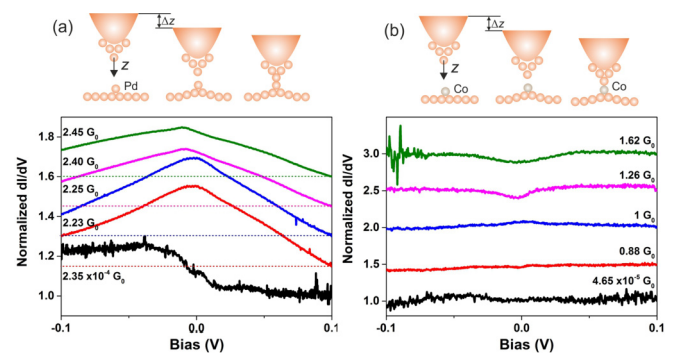 (a)
Δz
z
Pd
Normalized dI/dV
1.8
1.6
1.4
1.2
1.0
2.45 G0
2.40 G0
2.25 G0
2.23 G0
2.35 x10-4 G0
-0.1
0.0
0.1
Bias (V)
(b)
Δz
z
Co
Co
Normalized dI/dV
3.0
2.5
2.0
1.5
1.0
1.62 G0
1.26 G0
1 G0
0.88 G0
4.65 x10-5 G0
-0.1
0.0
0.1
Bias (V)